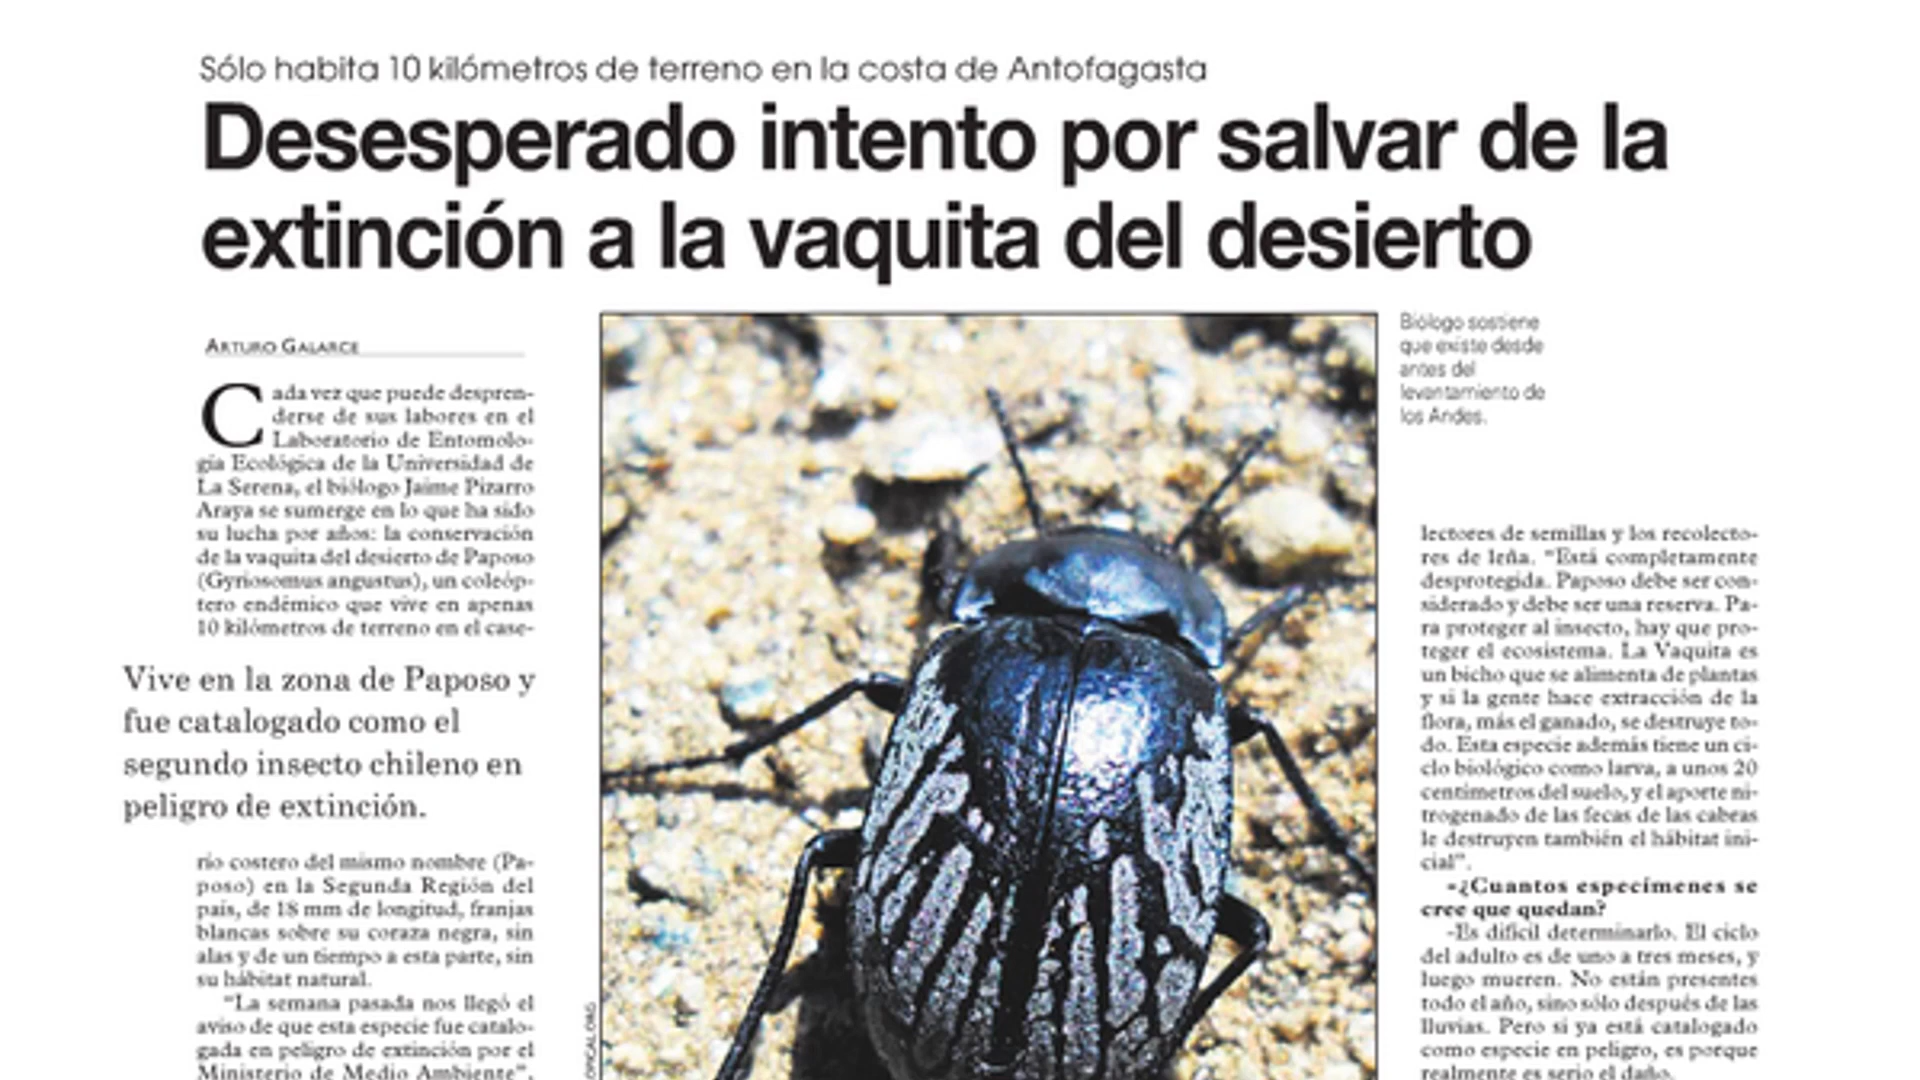 Sólo habita 10 kilómetros de terreno en la costa de Antofagasta
Desesperado intento por salvar de la
extinción a la vaquita del desierto
ARTURO GALARCE
Cada vez que puede despren-
derse de sus labores en el
Laboratorio de Entomolo-
gía Ecológica de la Universidad de
La Serena, el biólogo Jaime Pizarro
Araya se sumerge en lo que ha sido
su lucha por años: la conservación
de la vaquita del desierto de Paposo
(Gyriosomus angustus), un coleóp-
tero endémico que vive en apenas
10 kilómetros de terreno en el case-
Vive en la zona de Paposo y
fue catalogado como el
segundo insecto chileno en
peligro de extinción.
río costero del mismo nombre (Pa-
poso) en la Segunda Región del
país, de 18 mm de longitud, franjas
blancas sobre su coraza negra, sin
alas y de un tiempo a esta parte, sin
su hábitat natural.
"La semana pasada nos llegó el
aviso de que esta especie fue catalo-
gada en peligro de extinción por el
Ministerio de Medio Ambiente",
Biólogo sostiene
que existe desde
antes del
levantamiento de
los Andes.
lectores de semillas y los recolecto-
res de leña. "Está completamente
desprotegida. Paposo debe ser con-
siderado y debe ser una reserva. Pa-
ra proteger al insecto, hay que pro-
teger el ecosistema. La Vaquita es
un bicho que se alimenta de plantas
y si la gente hace extracción de la
flora, más el ganado, se destruye to-
do. Esta especie además tiene un ci-
clo biológico como larva, a unos 20
centímetros del suelo, y el aporte ni-
trogenado de las fecas de las cabras
le destruyen también el hábitat ini-
cial".
-¿Cuantos especímenes se
cree que quedan?
-Es difícil determinarlo. El ciclo
del adulto es de uno a tres meses, y
luego mueren. No están presentes
todo el año, sino sólo después de las
lluvias. Pero si ya está catalogado
como especie en peligro, es porque
realmente es serio el daño.